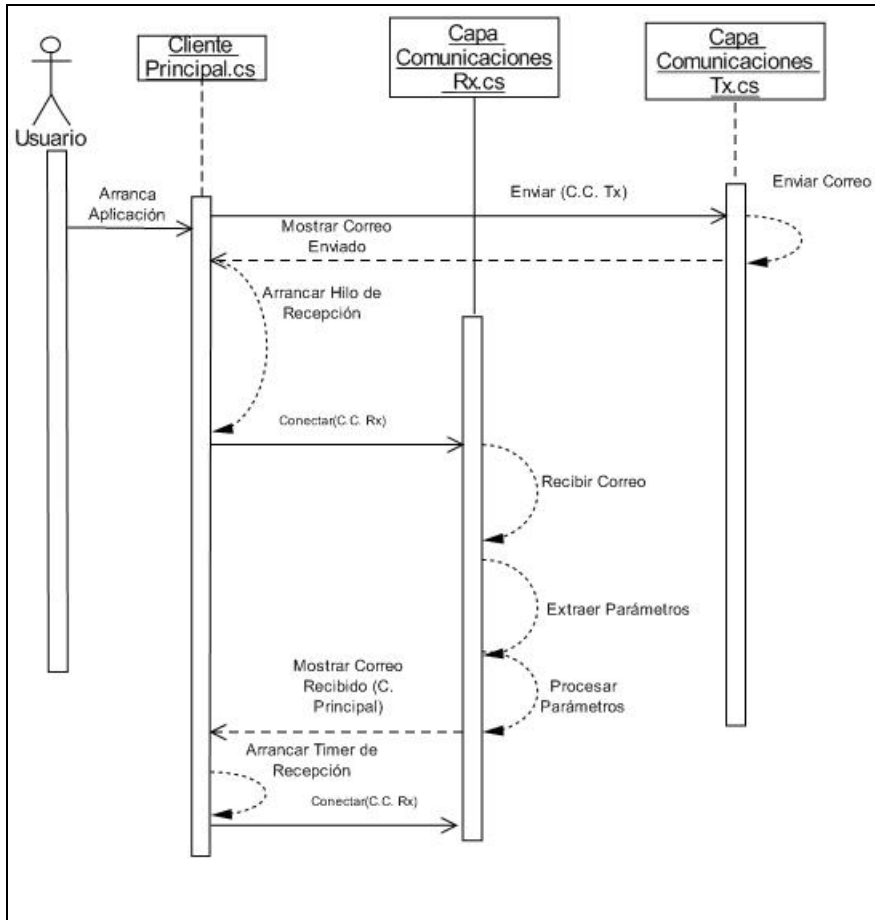 Cliente
Principal.cs
Capa
Comunicaciones
Rx.cs
Capa
Comunicaciones
Tx.cs
Usuario
Arranca
Aplicación
Enviar (C.C. Tx)
Enviar Correo
Mostrar Correo
Enviado
Arrancar Hilo de
Recepción
Conectar(C.C. Rx)
Recibir Correo
Extraer Parámetros
Mostrar Correo
Recibido (C.
Principal)
Procesar
Parámetros
Arrancar Timer de
Recepción
Conectar(C.C. Rx)